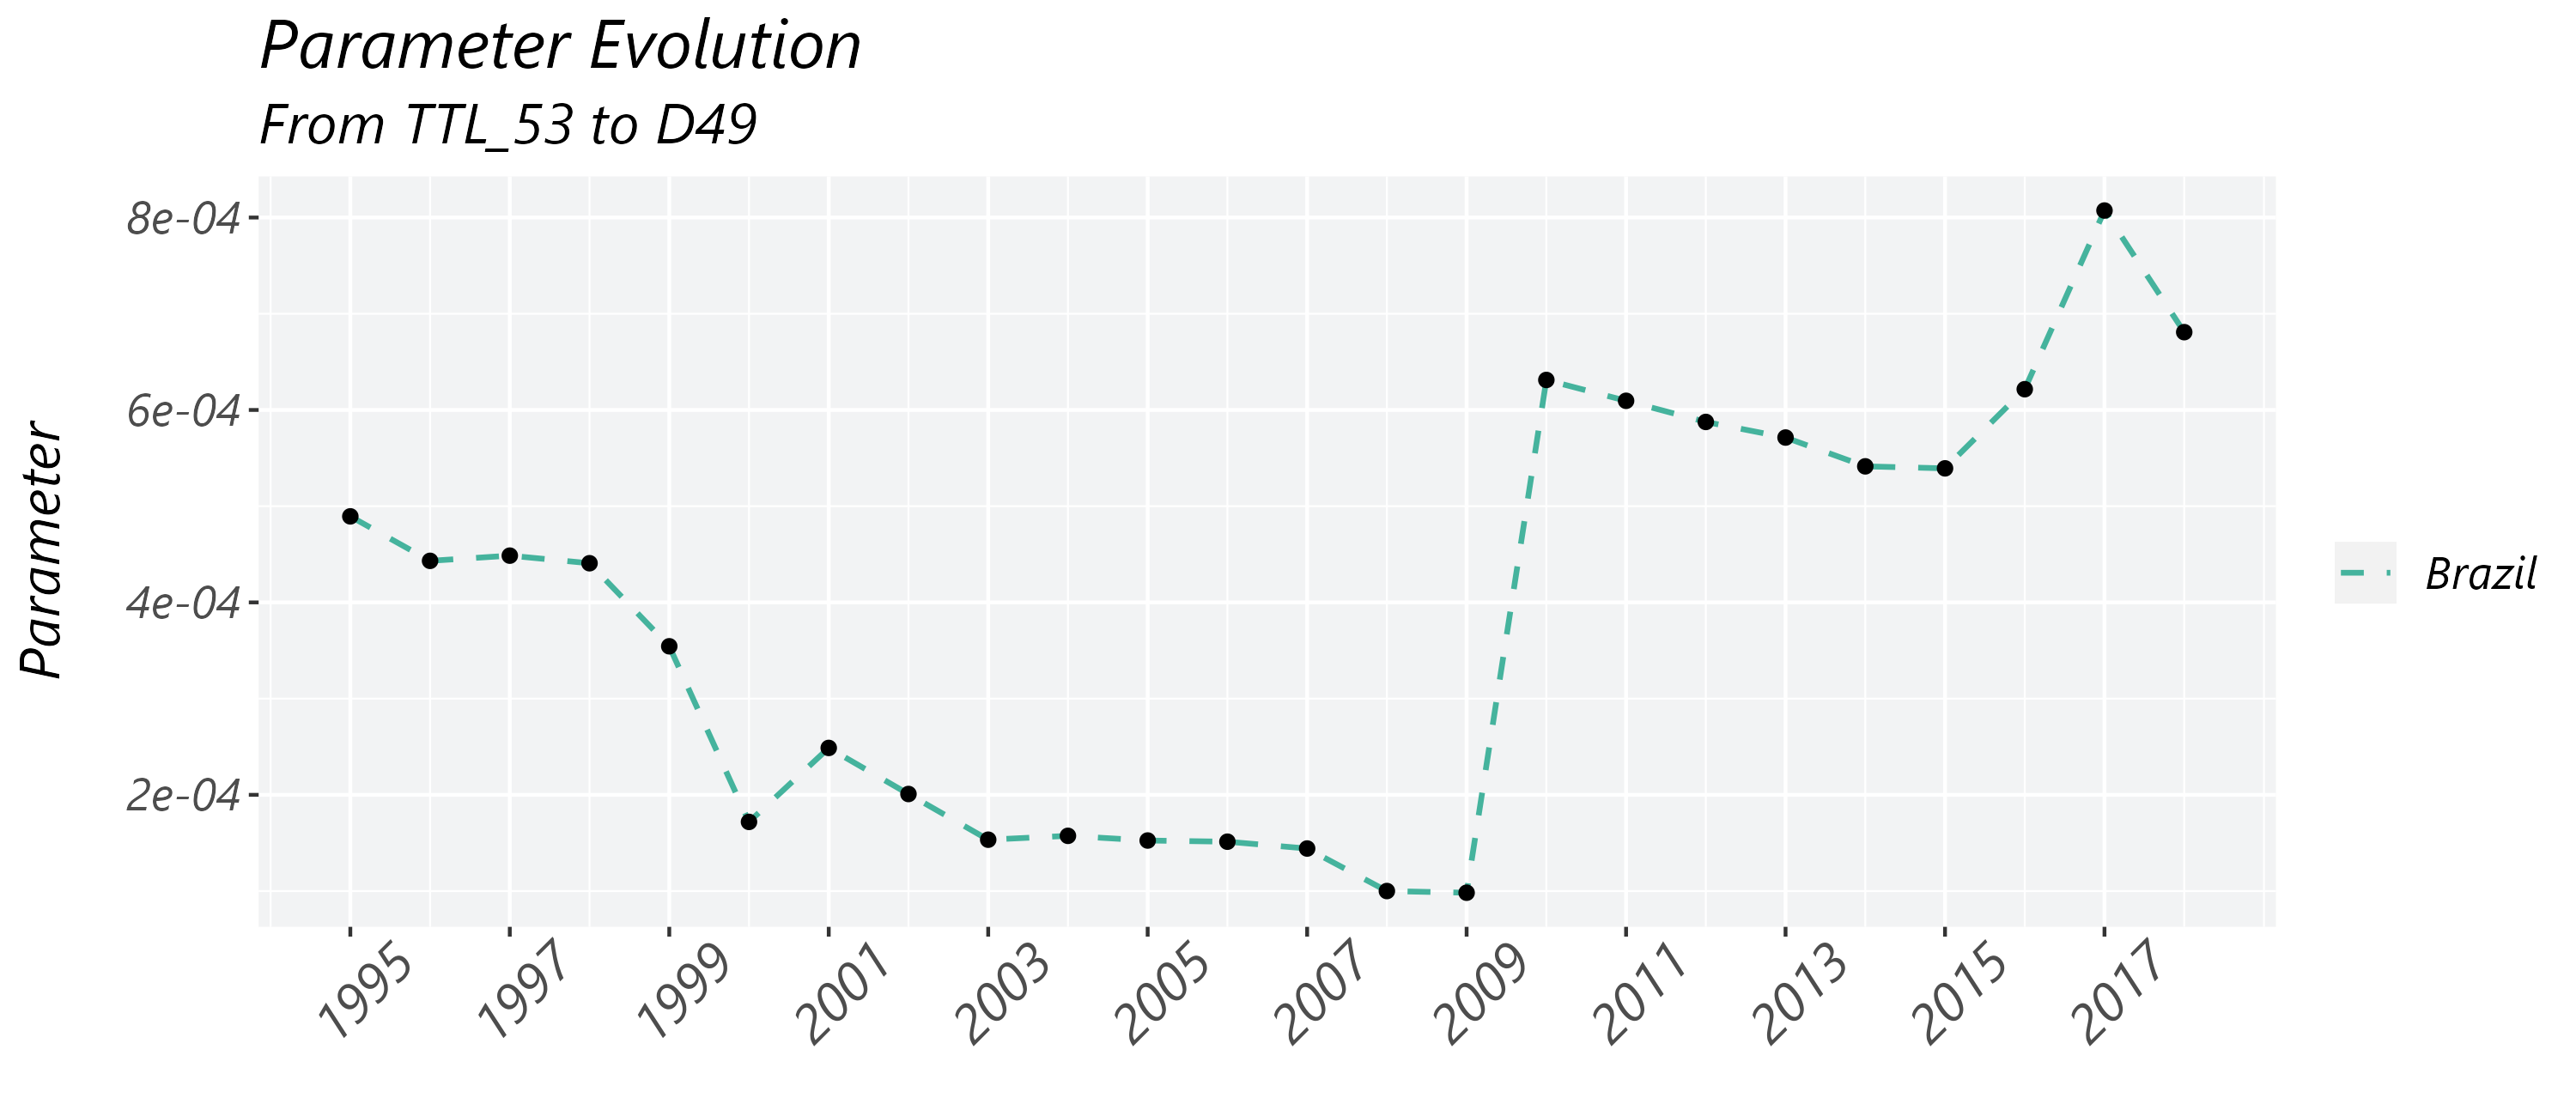 Parameter Evolution
From TTL_53 to D49
Parameter
8e-04
6e-04
4e-04
2e-04
1995
1997
1999
2001
2003
2005
2007
2009
2011
2013
2015
2017
Brazil